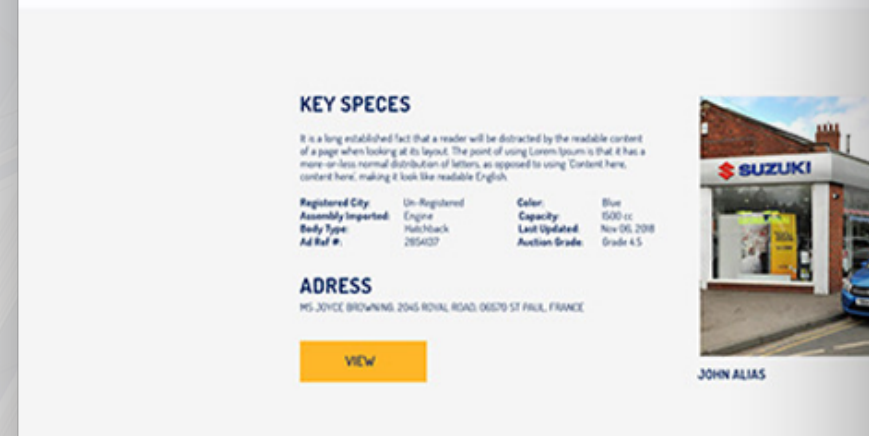 KEY SPECES
It is a long established fact that a reader will be distracted by the readable content
of a page when looking at its layout. The point of using Lorem Ipsum is that it has a
more-or-less normal distribution of letters, as opposed to using 'Content here,
content here', making it look like readable English.
Registered City: Un-Registered Color: Blue
Assembly Imported: Engine Capacity: 1500 cc
Body Type: Hatchback Last Updated: Nov 06, 2018
Ad Ref #: 2854137 Auction Grade: Grade 4.5
ADRESS
MS JOYCE BROWNING, 2045 ROYAL ROAD, 06570 ST PAUL, FRANCE
VIEW
SUZUKI
JOHN ALIAS